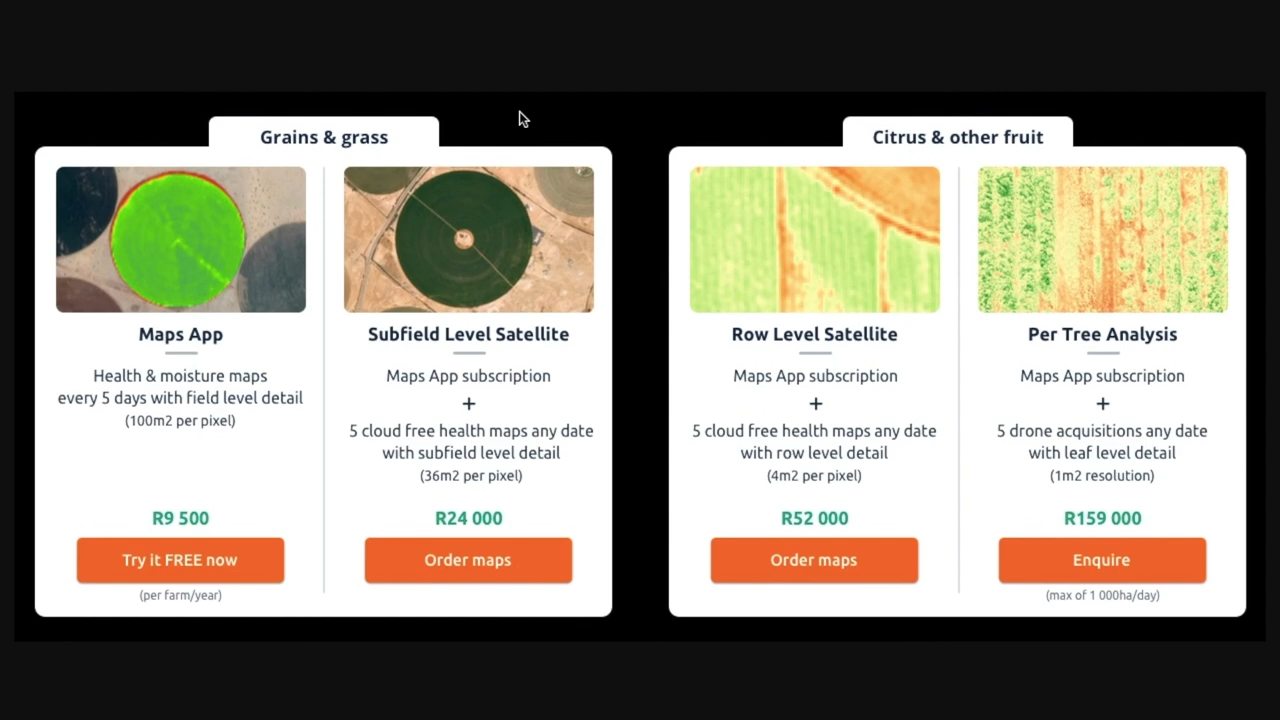 Grains & grass
Maps App
Health & moisture maps
every 5 days with field level detail
(100m2 per pixel)
R9 500
Try it FREE now
(per farm/year)
Subfield Level Satellite
Maps App subscription
+
5 cloud free health maps any date
with subfield level detail
(36m2 per pixel)
R24 000
Order maps
Citrus & other fruit
Row Level Satellite
Maps App subscription
+
5 cloud free health maps any date
with row level detail
(4m2 per pixel)
R52 000
Order maps
Per Tree Analysis
Maps App subscription
+
5 drone acquisitions any date
with leaf level detail
(1m2 resolution)
R159 000
Enquire
(max of 1 000ha/day)